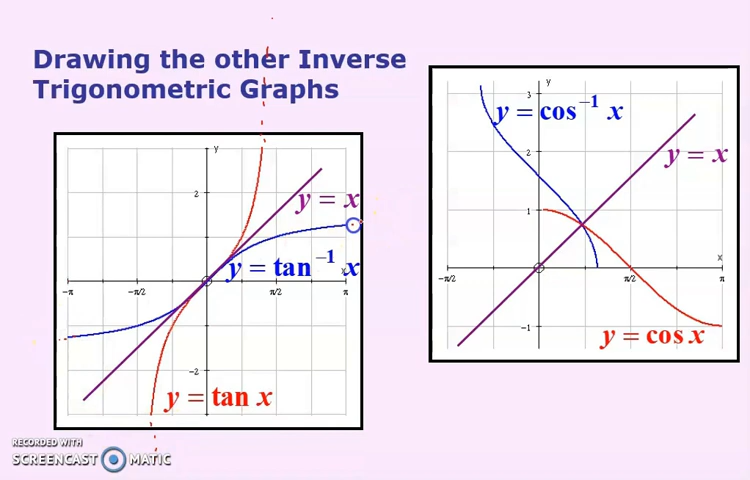 Drawing the other Inverse
Trigonometric Graphs
y
2
y = x
y = tan⁻¹ x
x
-π
-π/2
π/2
π
-2
y = tan x
y
3
y = cos⁻¹ x
2
y = x
1
x
-π/2
π/2
π
-1
y = cos x
RECORDED WITH
SCREENCAST MATIC